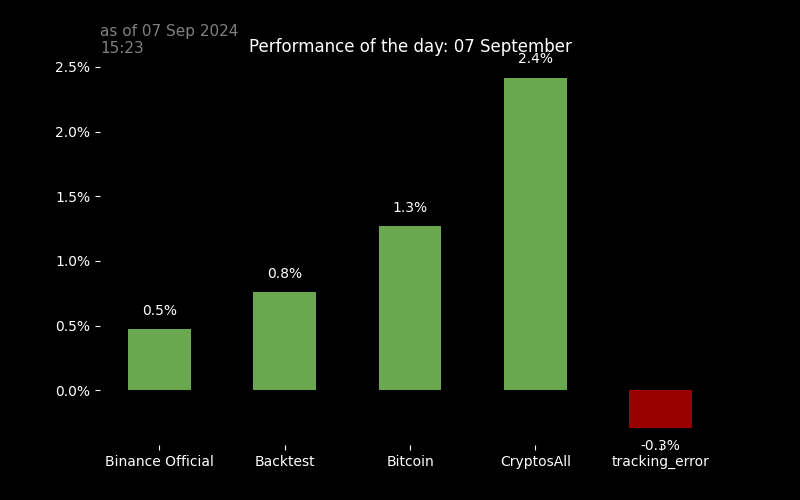 as of 07 Sep 2024
15:23
Performance of the day: 07 September
2.5%
2.0%
1.5%
1.0%
0.5%
0.0%
0.5%
0.8%
1.3%
2.4%
-0.3%
Binance Official
Backtest
Bitcoin
CryptosAll
tracking_error